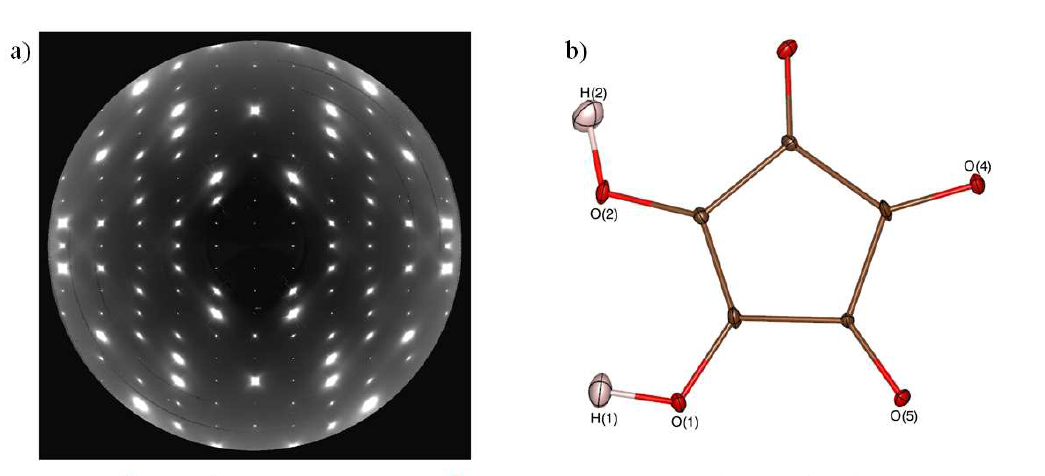 a)
b)
H(2)
O(2)
O(4)
H(1)
O(1)
O(5)